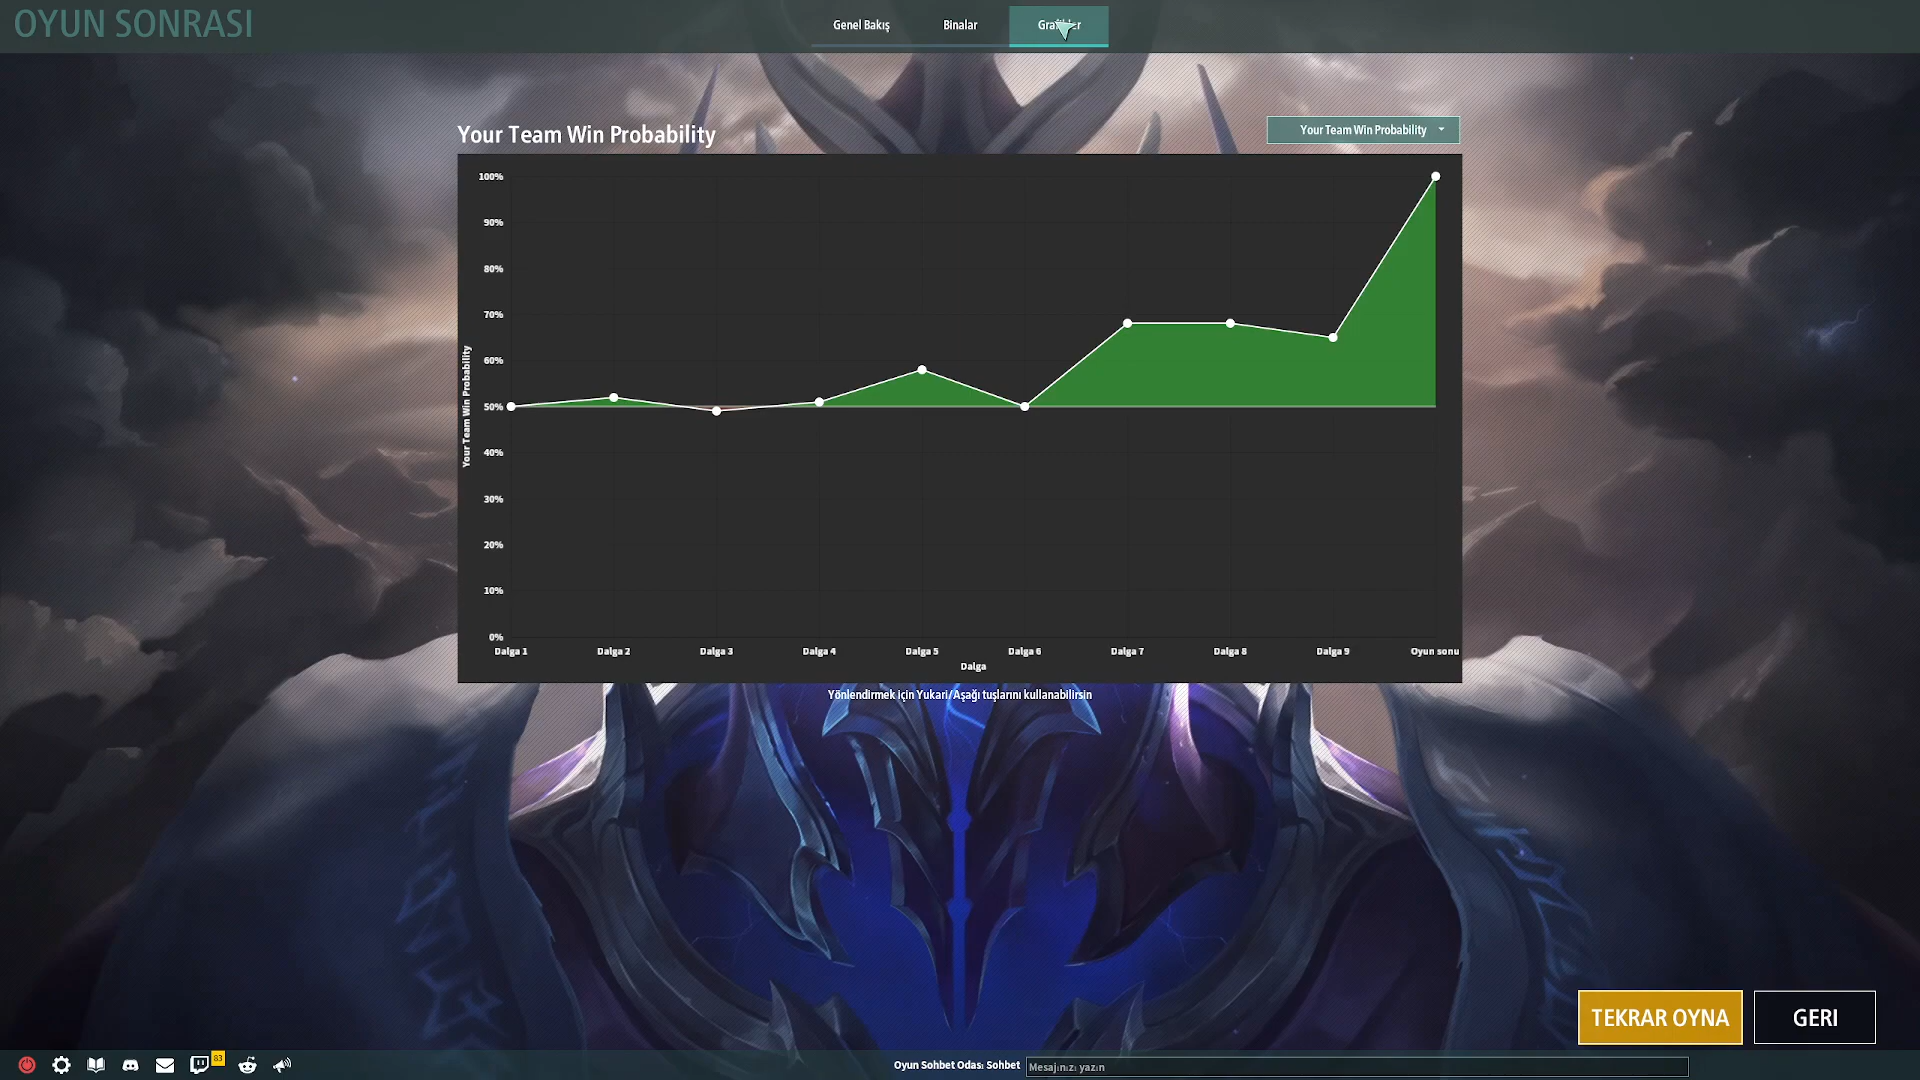 OYUN SONRASI
Genel Bakış
Binalar
Your Team Win Probability
Your Team Win Probability
Your Team Win Probability
100%
90%
80%
70%
60%
50%
40%
30%
20%
10%
0%
Dalga 1
Dalga 2
Dalga 3
Dalga 4
Dalga 5
Dalga 6
Dalga 7
Dalga 8
Dalga 9
Oyun sonu
Dalga
Yönlendirmek için Yukarı/Aşağı tuşlarını kullanabilirsin
TEKRAR OYNA
GERI
83
Oyun Sohbet Odası: Sohbet
Mesajınızı yazın